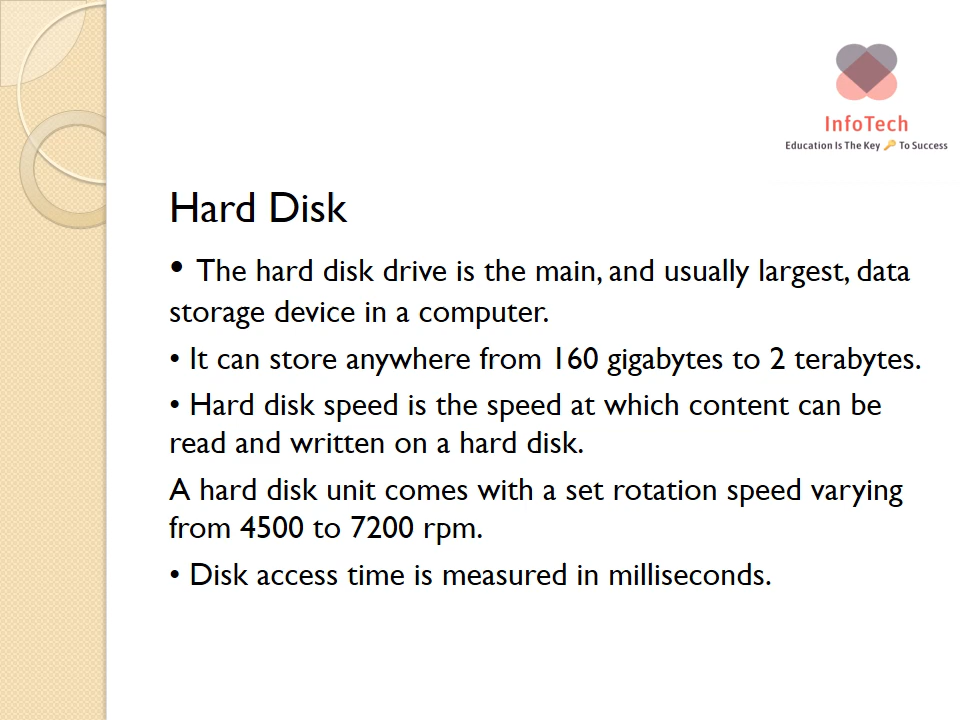 InfoTech
Education Is The Key 🔑 To Success
Hard Disk
• The hard disk drive is the main, and usually largest, data
storage device in a computer.
• It can store anywhere from 160 gigabytes to 2 terabytes.
• Hard disk speed is the speed at which content can be
read and written on a hard disk.
A hard disk unit comes with a set rotation speed varying
from 4500 to 7200 rpm.
• Disk access time is measured in milliseconds.